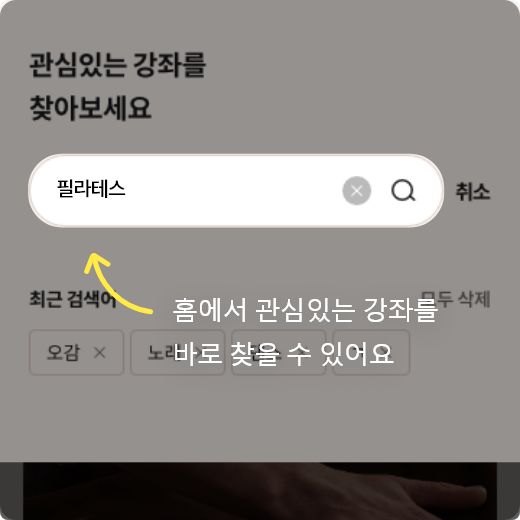 관심있는 강좌를
찾아보세요
필라테스
취소
최근 검색어
모두 삭제
홈에서 관심있는 강좌를
바로 찾을 수 있어요
오감